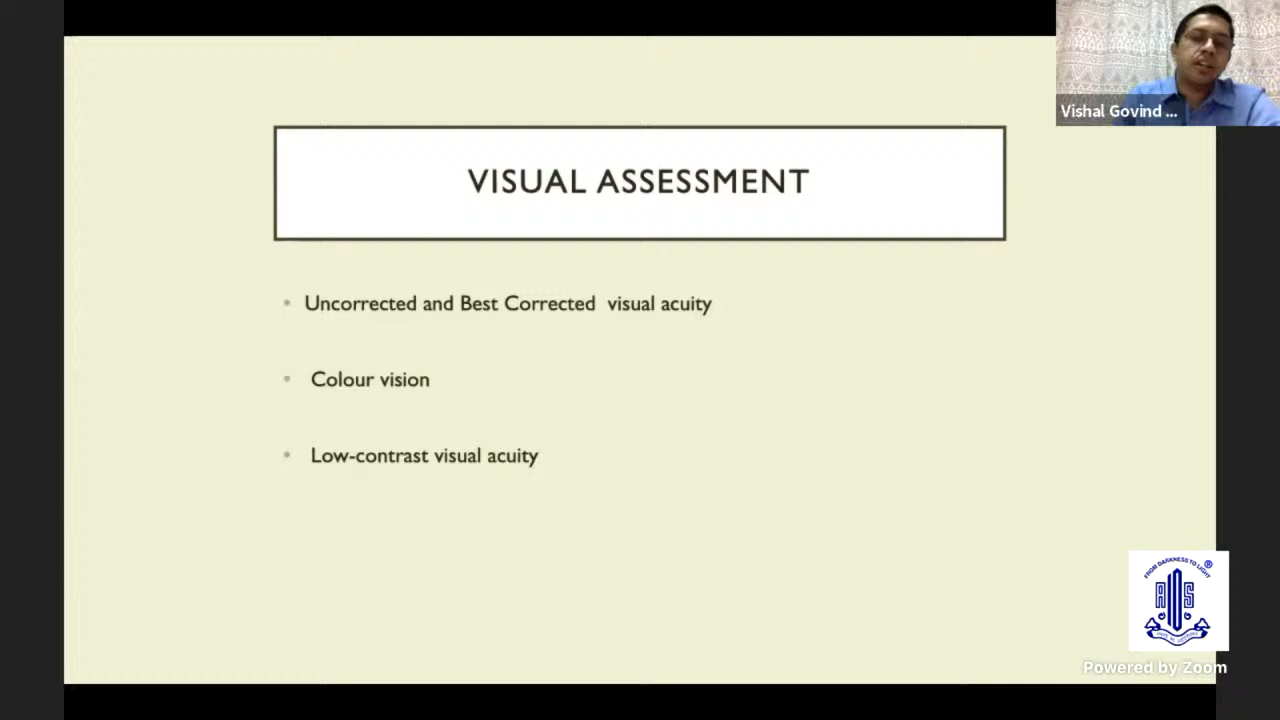 Vishal Govind ...
VISUAL ASSESSMENT
• Uncorrected and Best Corrected visual acuity
• Colour vision
• Low-contrast visual acuity
FROM DARKNESS TO LIGHT ®
AIOS
Powered by Zoom